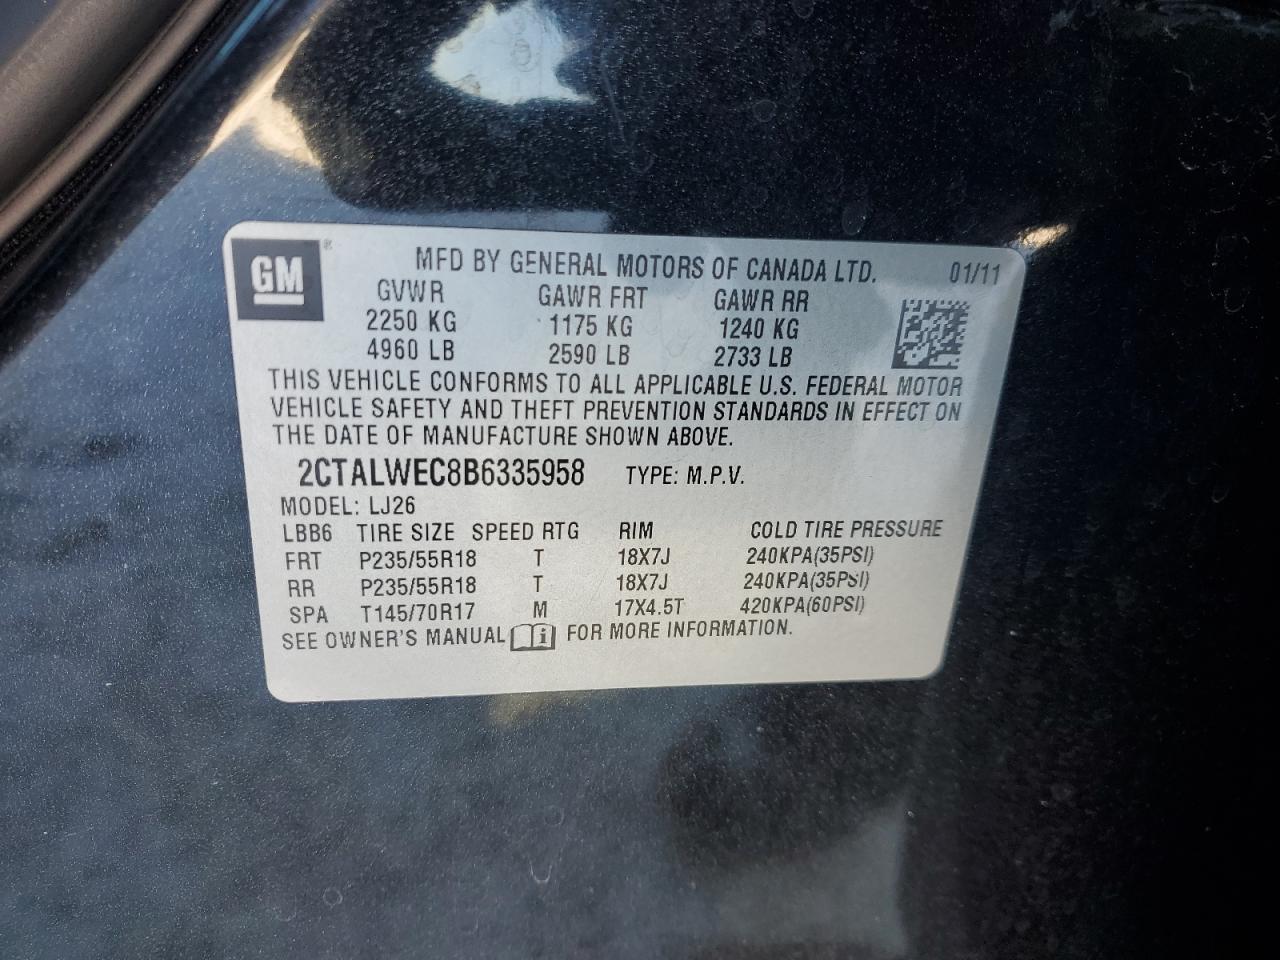 GM ®
MFD BY GENERAL MOTORS OF CANADA LTD. 01/11
GVWR GAWR FRT GAWR RR
2250 KG 1175 KG 1240 KG
4960 LB 2590 LB 2733 LB
THIS VEHICLE CONFORMS TO ALL APPLICABLE U.S. FEDERAL MOTOR
VEHICLE SAFETY AND THEFT PREVENTION STANDARDS IN EFFECT ON
THE DATE OF MANUFACTURE SHOWN ABOVE.
2CTALWEC8B6335958 TYPE: M.P.V.
MODEL: LJ26
LBB6 TIRE SIZE SPEED RTG RIM COLD TIRE PRESSURE
FRT P235/55R18 T 18X7J 240KPA(35PSI)
RR P235/55R18 T 18X7J 240KPA(35PSI)
SPA T145/70R17 M 17X4.5T 420KPA(60PSI)
SEE OWNER'S MANUAL i FOR MORE INFORMATION.